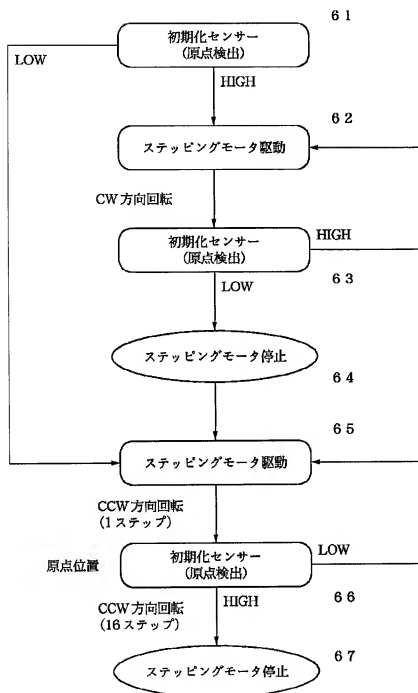 61
初期化センサー
(原点検出)
LOW
HIGH
62
ステッピングモータ駆動
CW方向回転
初期化センサー
(原点検出)
HIGH
63
LOW
ステッピングモータ停止
64
65
ステッピングモータ駆動
CCW方向回転
(1ステップ)
原点位置
初期化センサー
(原点検出)
LOW
66
CCW方向回転
(16ステップ)
HIGH
67
ステッピングモータ停止